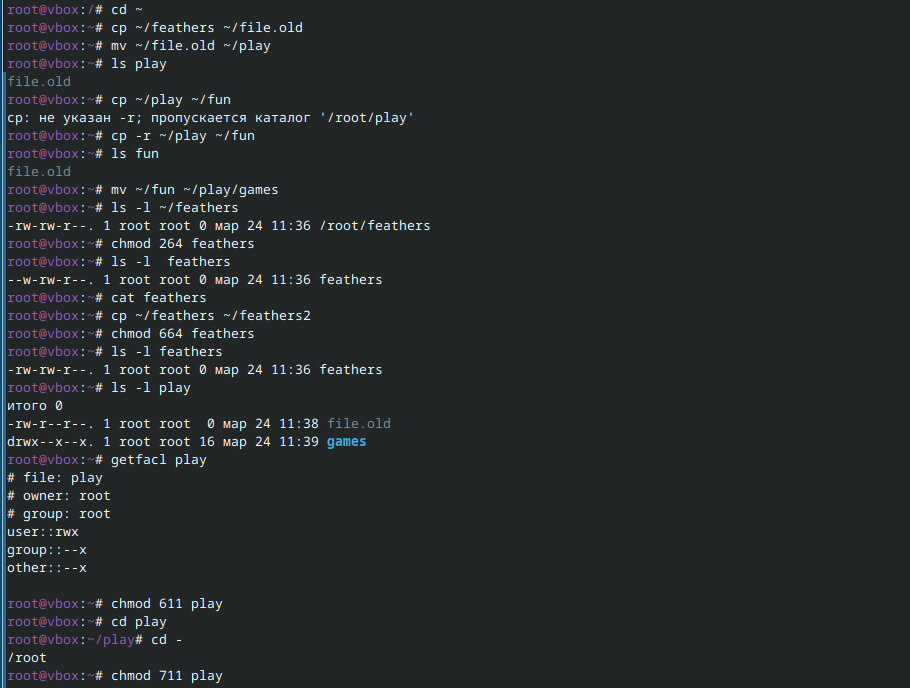 root@vbox:/# cd ~
root@vbox:~# cp ~/feathers ~/file.old
root@vbox:~# mv ~/file.old ~/play
root@vbox:~# ls play
file.old
root@vbox:~# cp ~/play ~/fun
cp: не указан -r; пропускается каталог '/root/play'
root@vbox:~# cp -r ~/play ~/fun
root@vbox:~# ls fun
file.old
root@vbox:~# mv ~/fun ~/play/games
root@vbox:~# ls -l ~/feathers
-rw-rw-r--. 1 root root 0 мар 24 11:36 /root/feathers
root@vbox:~# chmod 264 feathers
root@vbox:~# ls -l  feathers
--w-rw-r--. 1 root root 0 мар 24 11:36 feathers
root@vbox:~# cat feathers
root@vbox:~# cp ~/feathers ~/feathers2
root@vbox:~# chmod 664 feathers
root@vbox:~# ls -l feathers
-rw-rw-r--. 1 root root 0 мар 24 11:36 feathers
root@vbox:~# ls -l play
итого 0
-rw-r--r--. 1 root root  0 мар 24 11:38 file.old
drwx--x--x. 1 root root 16 мар 24 11:39 games
root@vbox:~# getfacl play
# file: play
# owner: root
# group: root
user::rwx
group::--x
other::--x

root@vbox:~# chmod 611 play
root@vbox:~# cd play
root@vbox:~/play# cd -
/root
root@vbox:~# chmod 711 play